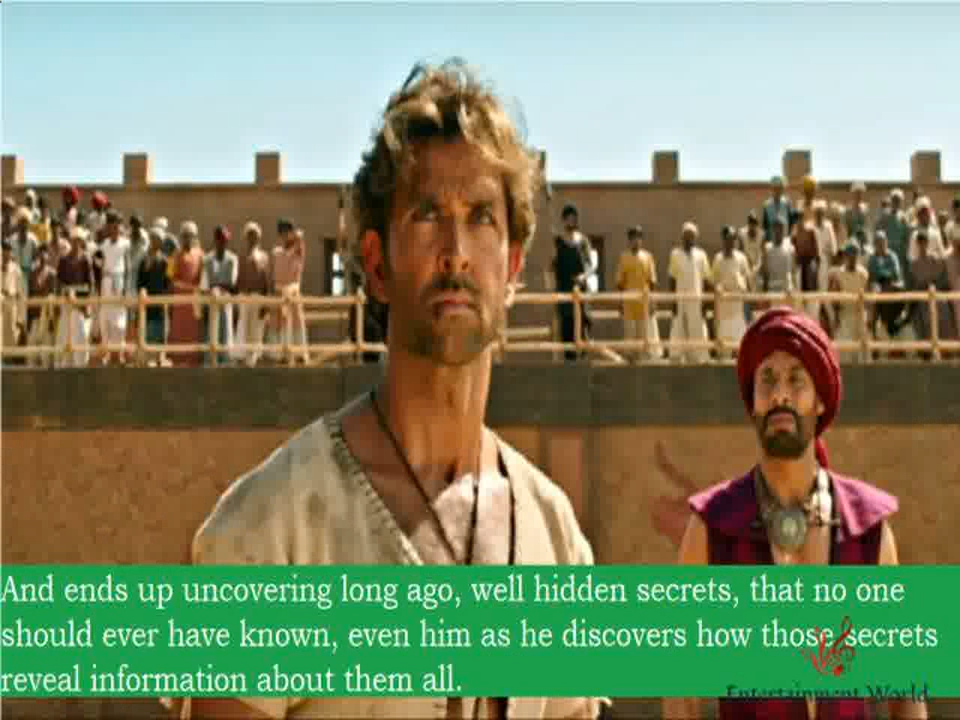 And ends up uncovering long ago, well hidden secrets, that no one
should ever have known, even him as he discovers how those secrets
reveal information about them all.
Entertainment World